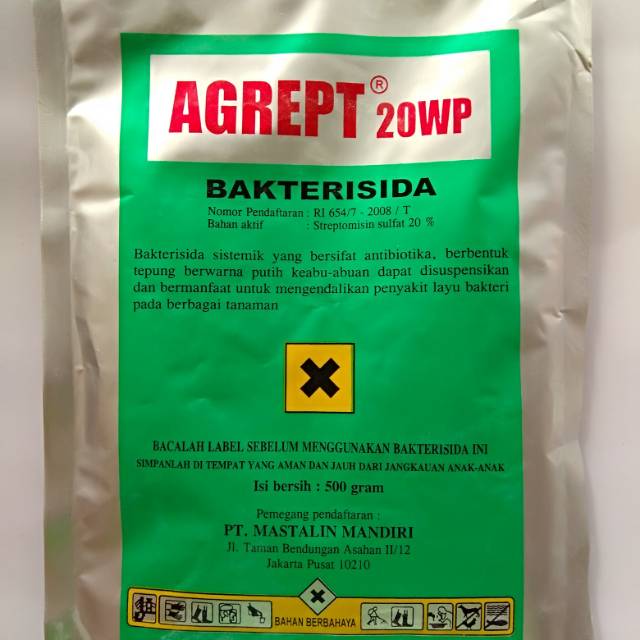 AGREPT® 20WP
BAKTERISIDA
Nomor Pendaftaran : RI 654/7 - 2008 / T
Bahan aktif : Streptomisin sulfat 20 %
Bakterisida sistemik yang bersifat antibiotika, berbentuk
tepung berwarna putih keabu-abuan dapat disuspensikan
dan bermanfaat untuk mengendalikan penyakit layu bakteri
pada berbagai tanaman
BACALAH LABEL SEBELUM MENGGUNAKAN BAKTERISIDA INI
SIMPANLAH DI TEMPAT YANG AMAN DAN JAUH DARI JANGKAUAN ANAK-ANAK
Isi bersih : 500 gram
Pemegang pendaftaran :
PT. MASTALIN MANDIRI
Jl. Taman Bendungan Asahan II/12
Jakarta Pusat 10210
BAHAN BERBAHAYA